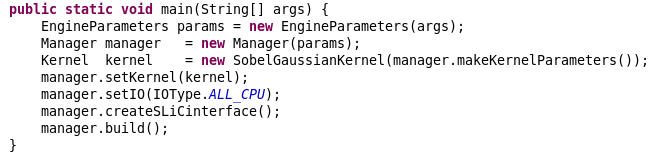 public static void main(String[] args) {
    EngineParameters params = new EngineParameters(args);
    Manager manager   = new Manager(params);
    Kernel  kernel    = new SobelGaussianKernel(manager.makeKernelParameters());
    manager.setKernel(kernel);
    manager.setIO(IOType.ALL_CPU);
    manager.createSLiCinterface();
    manager.build();
}